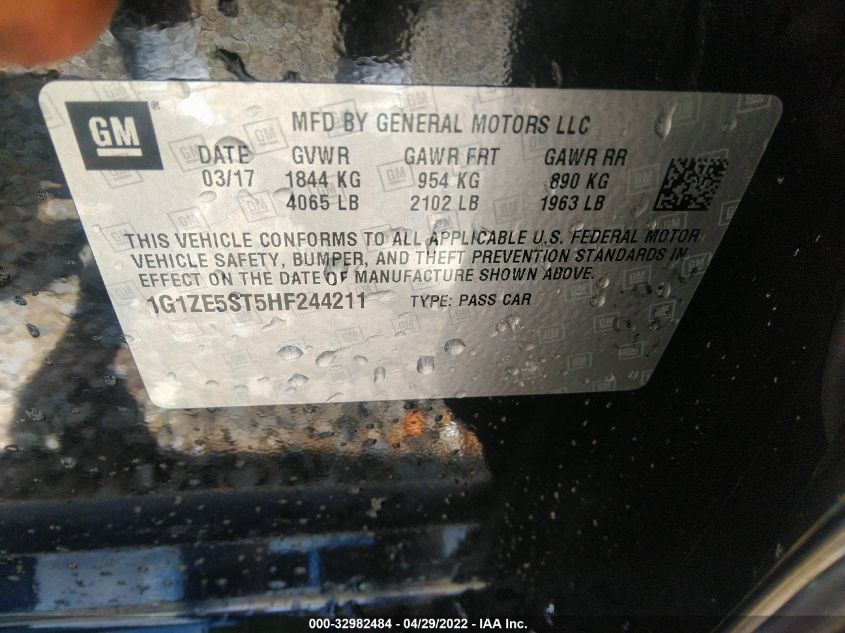 GM
MFD BY GENERAL MOTORS LLC
DATE GVWR GAWR FRT GAWR RR
03/17 1844 KG 954 KG 890 KG
4065 LB 2102 LB 1963 LB
THIS VEHICLE CONFORMS TO ALL APPLICABLE U.S. FEDERAL MOTOR
VEHICLE SAFETY, BUMPER, AND THEFT PREVENTION STANDARDS IN
EFFECT ON THE DATE OF MANUFACTURE SHOWN ABOVE.
1G1ZE5ST5HF244211 TYPE: PASS CAR
000-32982484 - 04/29/2022 - IAA Inc.